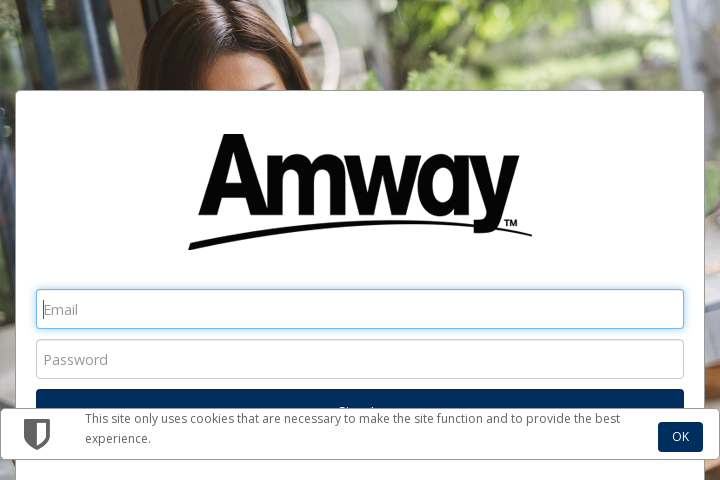 Amway™
Email
Password
This site only uses cookies that are necessary to make the site function and to provide the best
experience.
OK